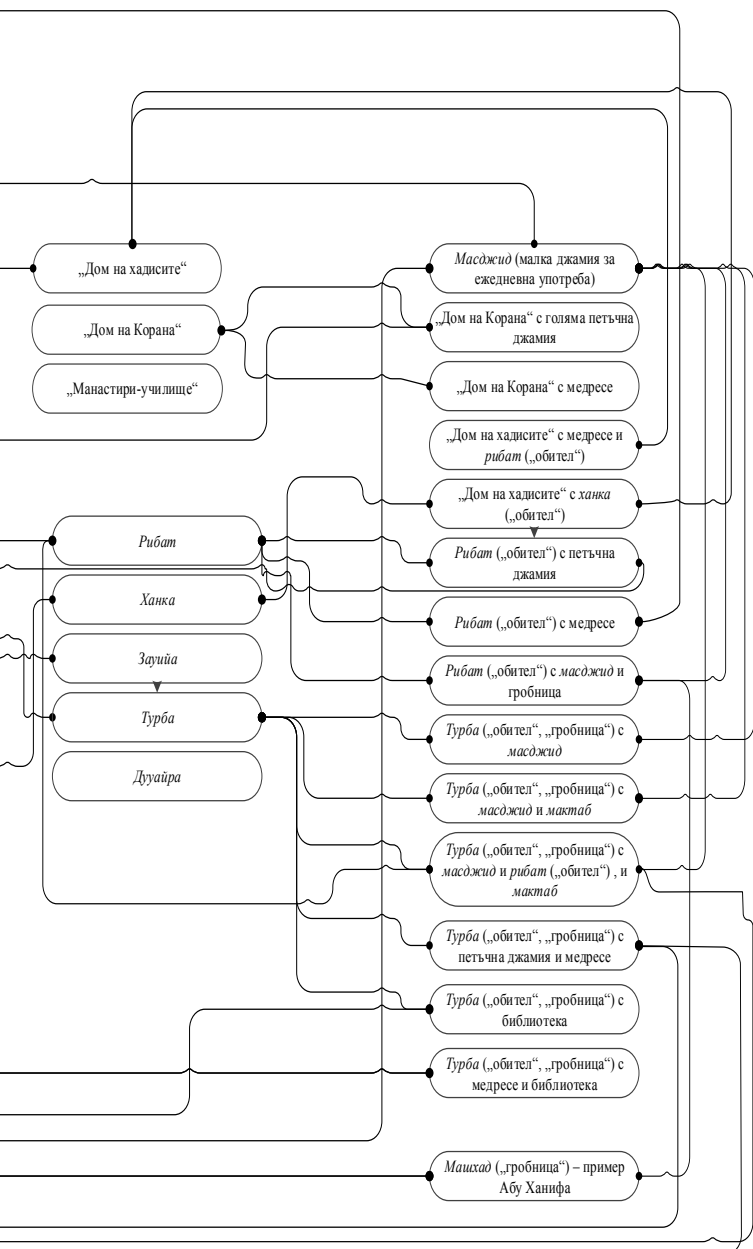 „Дом на хадисите“
„Дом на Корана“
„Манастири-училище“
Рибат
Ханка
Зауийа
Турба
Дууайра
Масджид (малка джамия за
ежедневна употреба)
„Дом на Корана“ с голяма петъчна
джамия
„Дом на Корана“ с медресе
„Дом на хадисите“ с медресе и
рибат („обител“)
„Дом на хадисите“ с ханка
(„обител“)
Рибат („обител“) с петъчна
джамия
Рибат („обител“) с медресе
Рибат („обител“) с масджид и
гробница
Турба („обител“, „гробница“) с
масджид
Турба („обител“, „гробница“) с
масджид и мактаб
Турба („обител“, „гробница“) с
масджид и рибат („обител“) , и
мактаб
Турба („обител“, „гробница“) с
петъчна джамия и медресе
Турба („обител“, „гробница“) с
библиотека
Турба („обител“, „гробница“) с
медресе и библиотека
Машхад („гробница“) – пример
Абу Ханифа